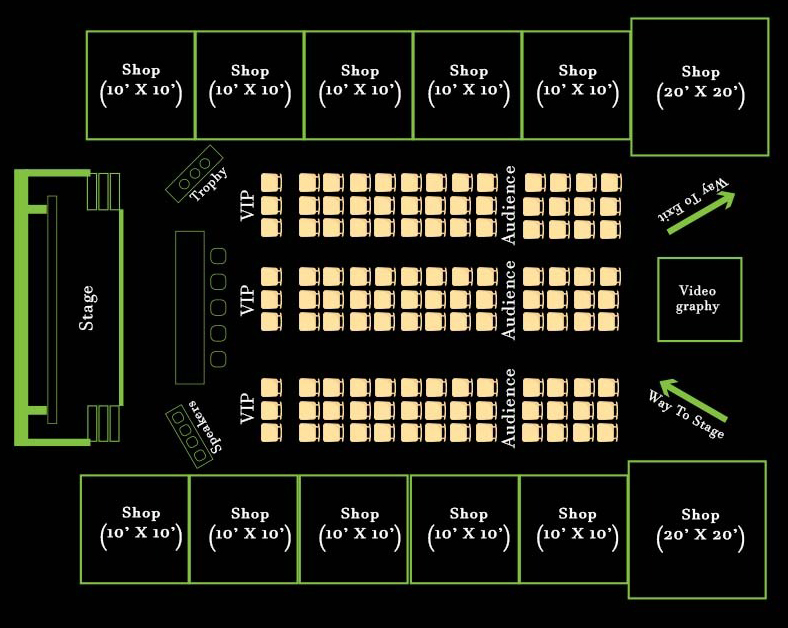 Shop
(10' X 10')
Shop
(10' X 10')
Shop
(10' X 10')
Shop
(10' X 10')
Shop
(10' X 10')
Shop
(20' X 20')
Trophy
VIP
Audience
Way To Exit
Stage
VIP
Audience
Video
graphy
Speakers
VIP
Audience
Way To Stage
Shop
(10' X 10')
Shop
(10' X 10')
Shop
(10' X 10')
Shop
(10' X 10')
Shop
(10' X 10')
Shop
(20' X 20')